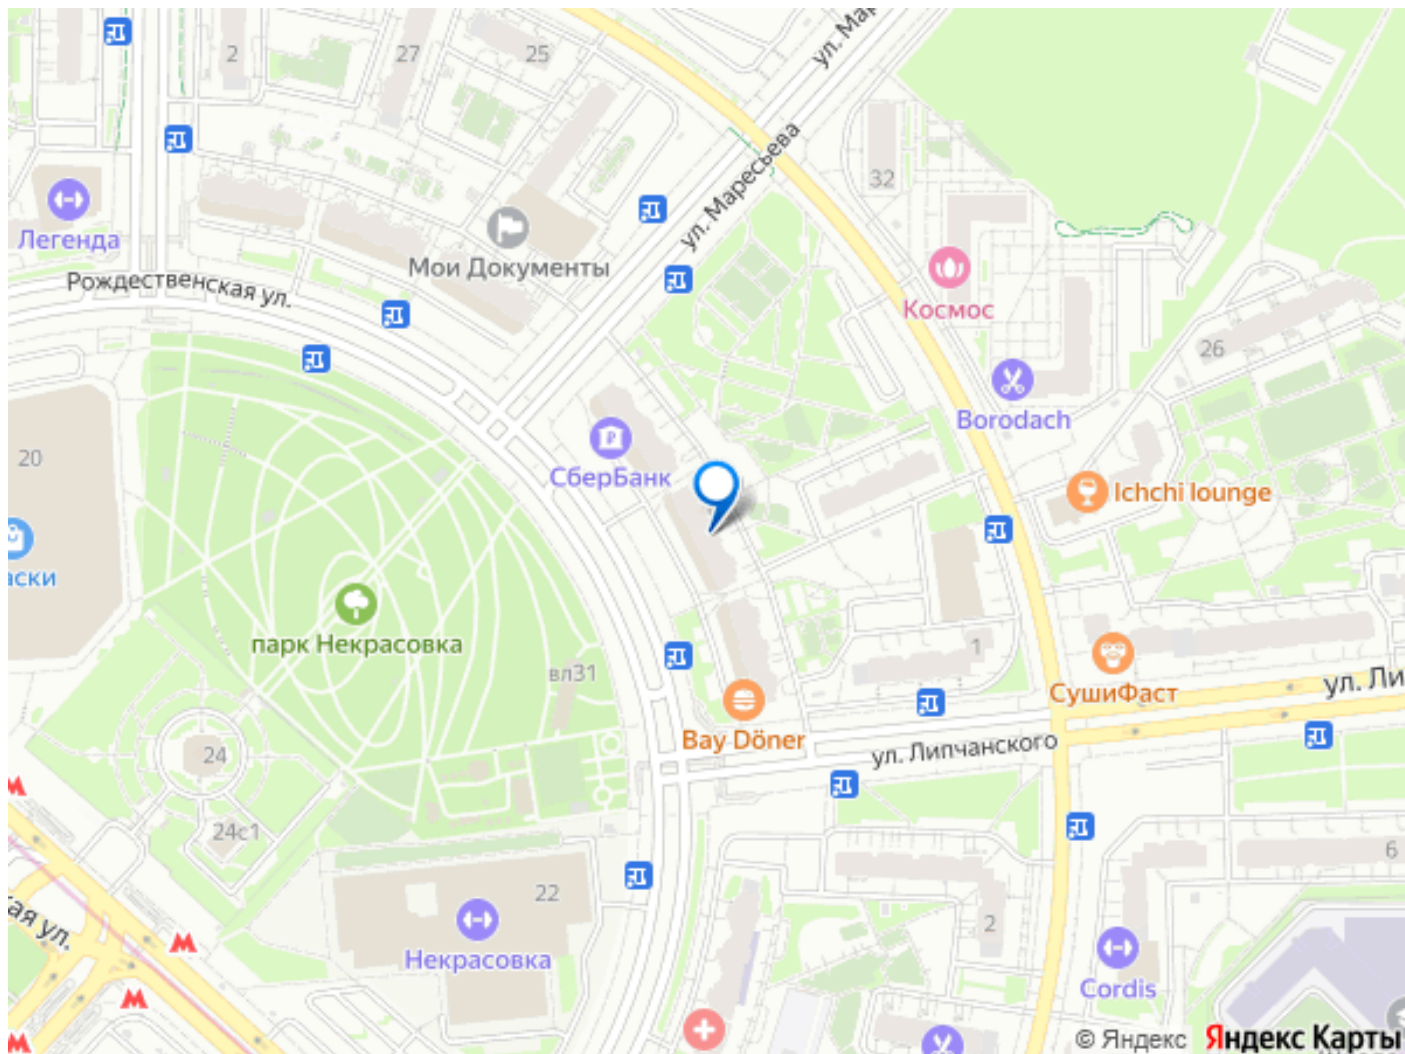 ул. Мар
2
27
25
ул. Маресьева
32
Легенда
Мои Документы
Рождественская ул.
Космос
26
Borodach
20
СберБанк
Ichchi lounge
аски
парк Некрасовка
вл31
1
СушиФаст
ул. Ли
Bay Döner
ул. Липчанского
24
24с1
6
22
2
ая ул.
Некрасовка
Cordis
© Яндекс Яндекс Карты